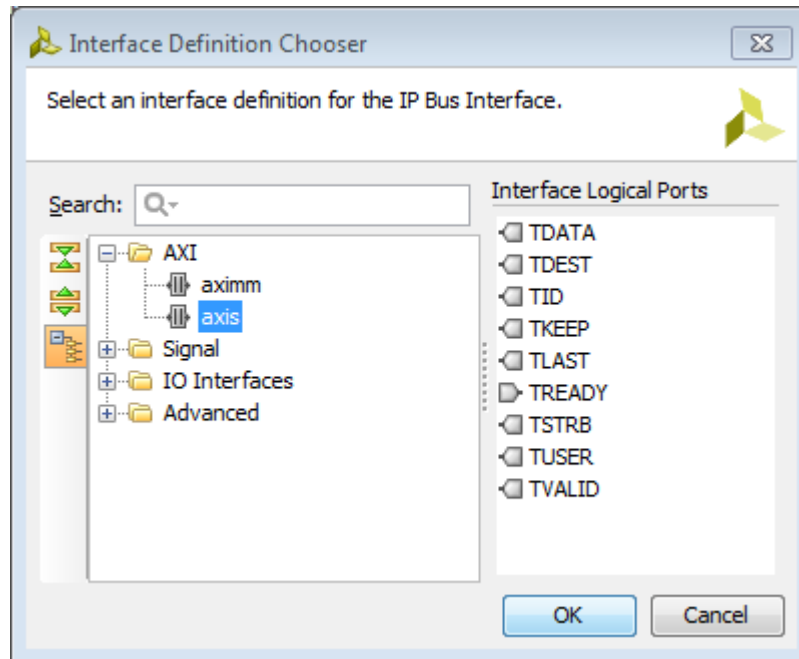 Interface Definition Chooser
Select an interface definition for the IP Bus Interface.
Search:
AXI
aximm
axis
Signal
IO Interfaces
Advanced
Interface Logical Ports
TDATA
TDEST
TID
TKEEP
TLAST
TREADY
TSTRB
TUSER
TVALID
OK
Cancel